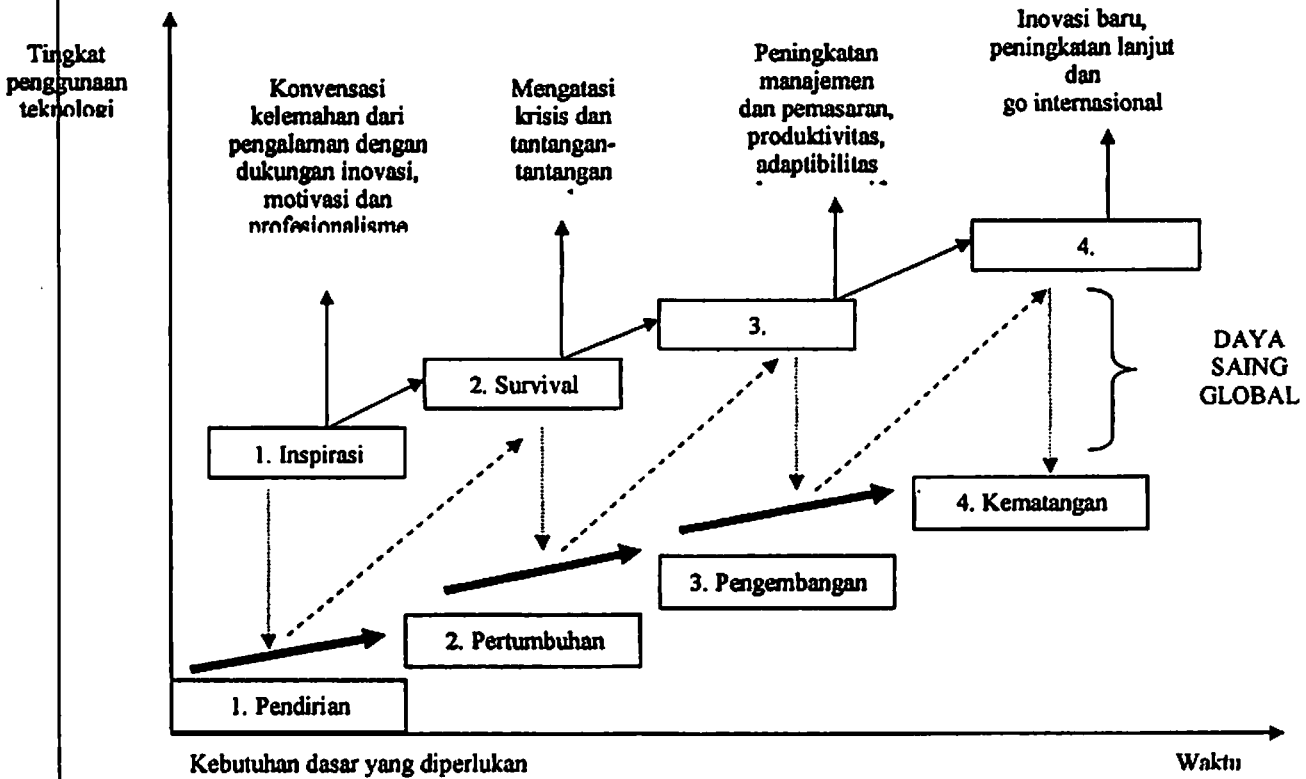 Tingkat
penggunaan
teknologi
Konvensasi
kelemahan dari
pengalaman dengan
dukungan inovasi,
motivasi dan
profesionalisme
Mengatasi
krisis dan
tantangan-
tantangan
Peningkatan
manajemen
dan pemasaran,
produktivitas,
adaptibilitas
Inovasi baru,
peningkatan lanjut
dan
go internasional
1. Inspirasi
2. Survival
3.
4.
DAYA
SAING
GLOBAL
1. Pendirian
2. Pertumbuhan
3. Pengembangan
4. Kematangan
Kebutuhan dasar yang diperlukan
Waktu